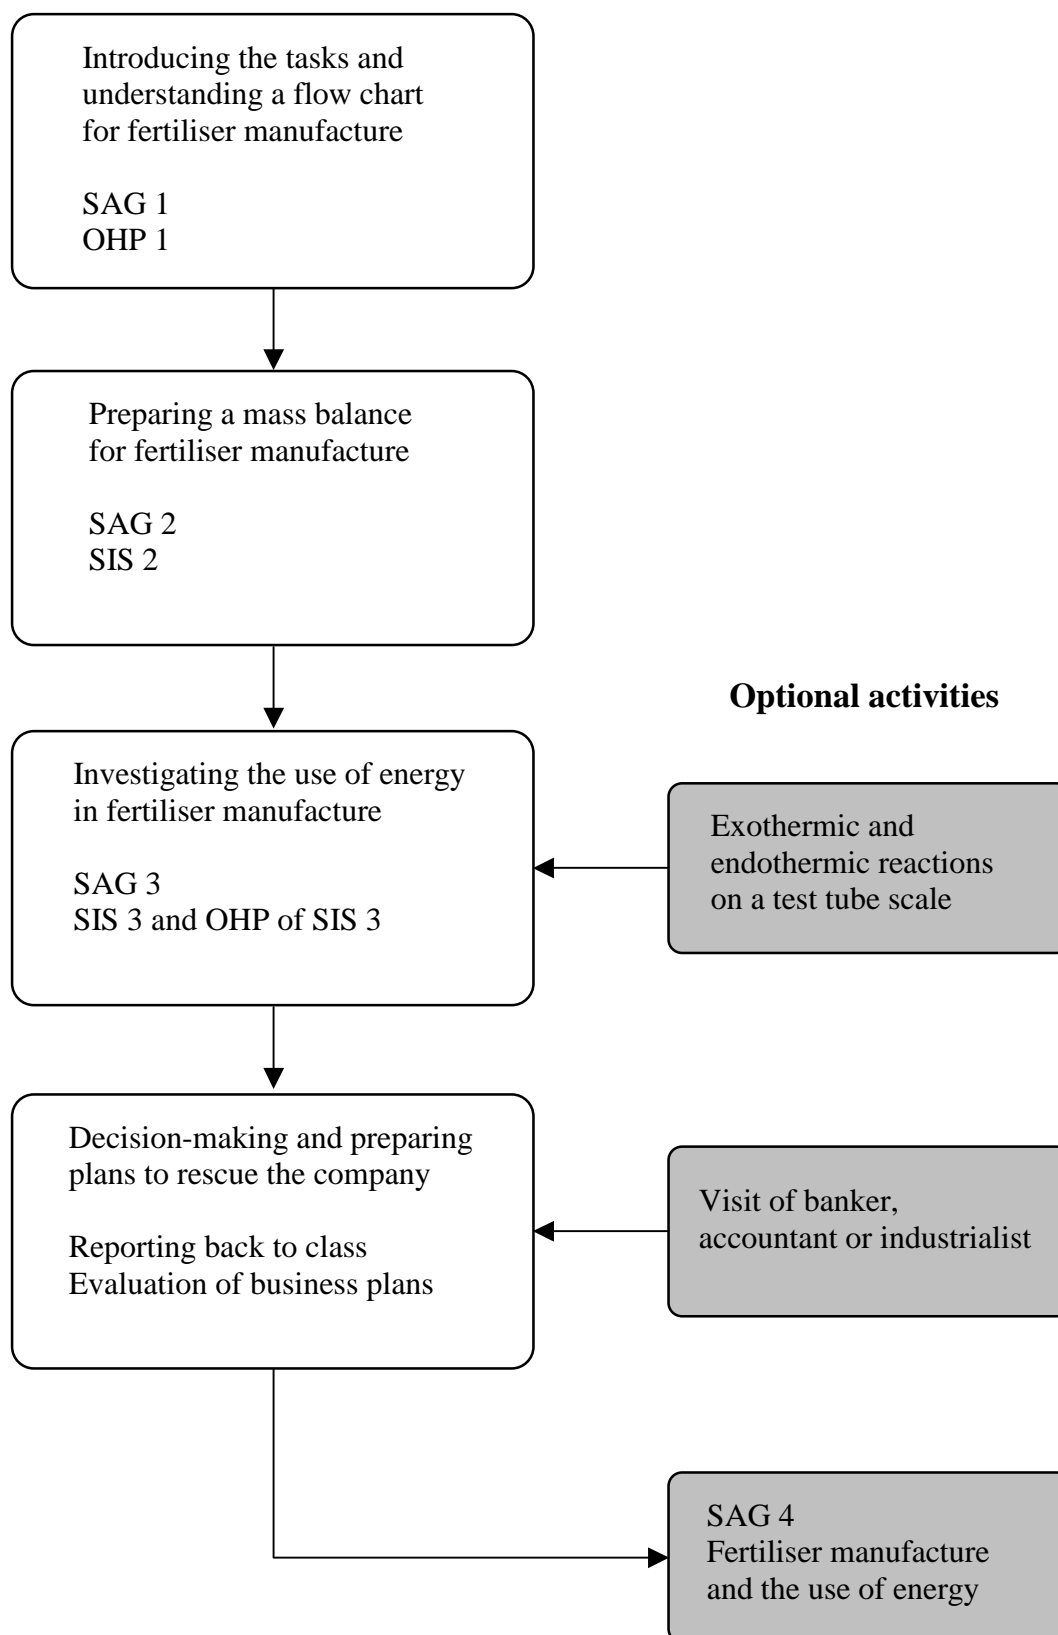 Introducing the tasks and
understanding a flow chart
for fertiliser manufacture
SAG 1
OHP 1
Preparing a mass balance
for fertiliser manufacture
SAG 2
SIS 2
Optional activities
Investigating the use of energy
in fertiliser manufacture
SAG 3
SIS 3 and OHP of SIS 3
Exothermic and
endothermic reactions
on a test tube scale
Decision-making and preparing
plans to rescue the company
Reporting back to class
Evaluation of business plans
Visit of banker,
accountant or industrialist
SAG 4
Fertiliser manufacture
and the use of energy